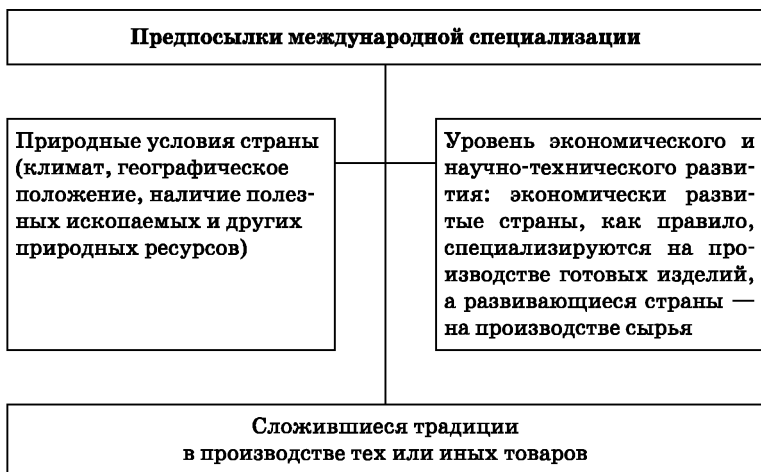 Предпосылки международной специализации
Природные условия страны
(климат, географическое
положение, наличие полез-
ных ископаемых и других
природных ресурсов)
Уровень экономического и
научно-технического разви-
тия: экономически разви-
тые страны, как правило,
специализируются на про-
изводстве готовых изделий,
а развивающиеся страны —
на производстве сырья
Сложившиеся традиции
в производстве тех или иных товаров